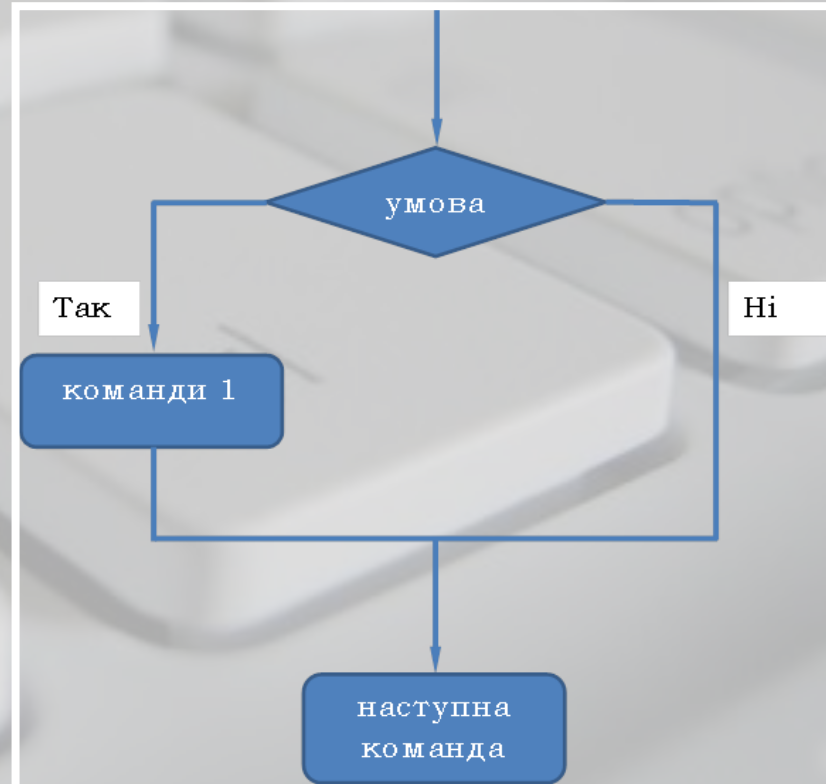 умова
Так
Ні
команди 1
наступна
команда